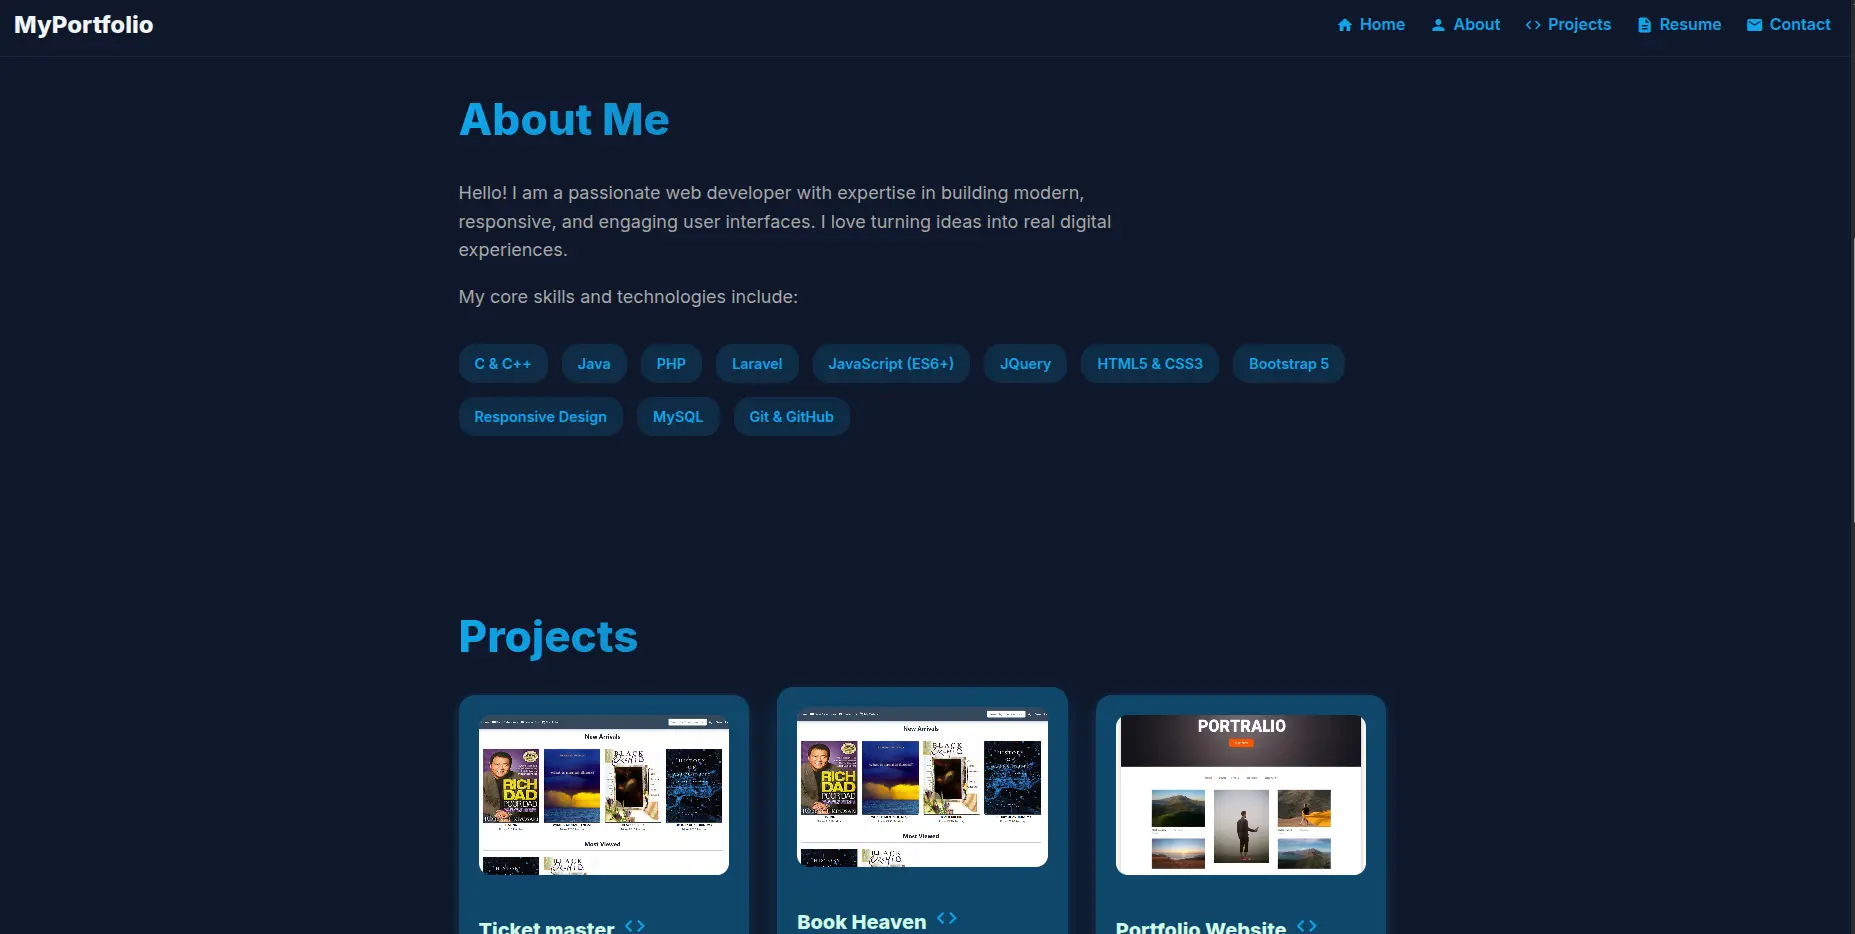 MyPortfolio
Home About Projects Resume Contact
About Me
Hello! I am a passionate web developer with expertise in building modern,
responsive, and engaging user interfaces. I love turning ideas into real digital
experiences.
My core skills and technologies include:
C & C++ Java PHP Laravel JavaScript (ES6+) JQuery HTML5 & CSS3 Bootstrap 5
Responsive Design MySQL Git & GitHub
Projects
New Arrivals
RICH
DAD
POOR DAD
BLACK
Most Viewed
BLACK
New Arrivals
RICH
DAD
POOR DAD
BLACK
Most Viewed
BLACK
PORTRALIO
Ticket master
Book Heaven
Portfolio Website